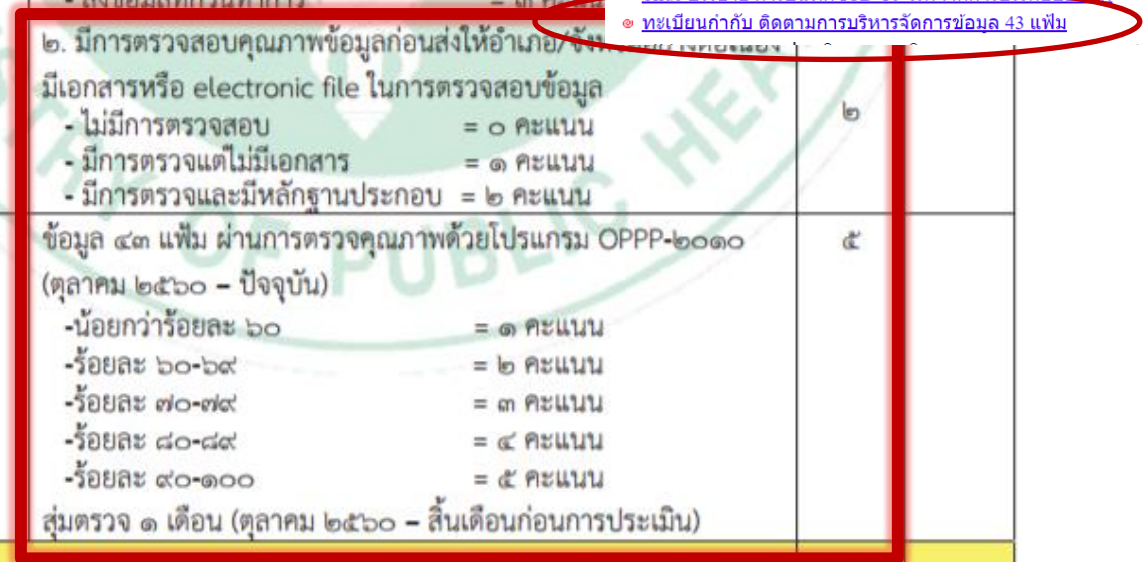 = ๓
๏ ทะเบียนกำกับ ติดตามการบริหารจัดการข้อมูล 43 แฟ้ม
๒. มีการตรวจสอบคุณภาพข้อมูลก่อนส่งให้อำเภอ/จังหวัดอย่างต่อเนื่อง
มีเอกสารหรือ electronic file ในการตรวจสอบข้อมูล
๒
- ไม่มีการตรวจสอบ = ๐ คะแนน
- มีการตรวจแต่ไม่มีเอกสาร = ๑ คะแนน
- มีการตรวจและมีหลักฐานประกอบ = ๒ คะแนน
ข้อมูล ๔๓ แฟ้ม ผ่านการตรวจคุณภาพด้วยโปรแกรม OPPP-๒๐๑๐ ๕
(ตุลาคม ๒๕๖๐ – ปัจจุบัน)
-น้อยกว่าร้อยละ ๖๐ = ๑ คะแนน
-ร้อยละ ๖๐-๖๙ = ๒ คะแนน
-ร้อยละ ๗๐-๗๙ = ๓ คะแนน
-ร้อยละ ๘๐-๘๙ = ๔ คะแนน
-ร้อยละ ๙๐-๑๐๐ = ๕ คะแนน
สุ่มตรวจ ๑ เดือน (ตุลาคม ๒๕๖๐ – สิ้นเดือนก่อนการประเมิน)
OF PUBLIC